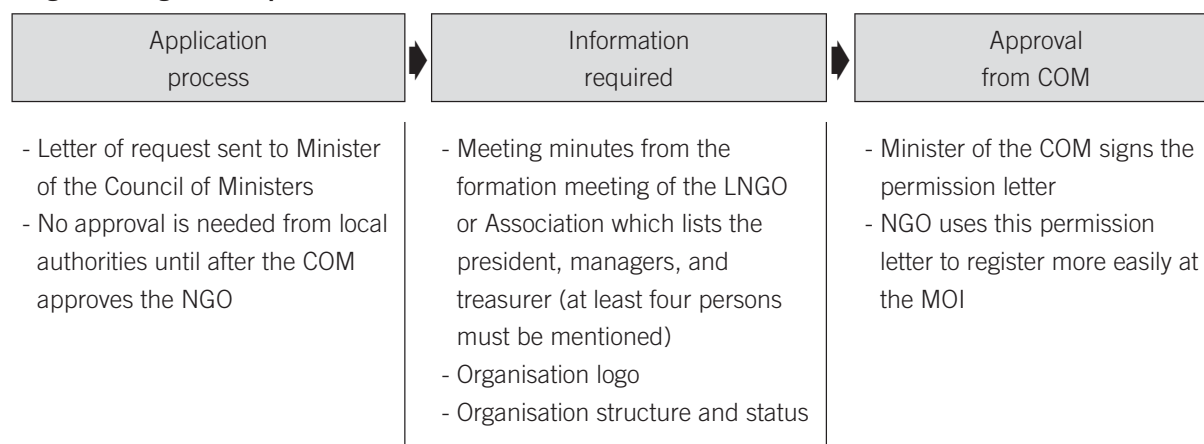 Application
process
Information
required
Approval
from COM
- Letter of request sent to Minister
of the Council of Ministers
- No approval is needed from local
authorities until after the COM
approves the NGO
- Meeting minutes from the
formation meeting of the LNGO
or Association which lists the
president, managers, and
treasurer (at least four persons
must be mentioned)
- Organisation logo
- Organisation structure and status
- Minister of the COM signs the
permission letter
- NGO uses this permission
letter to register more easily at
the MOI